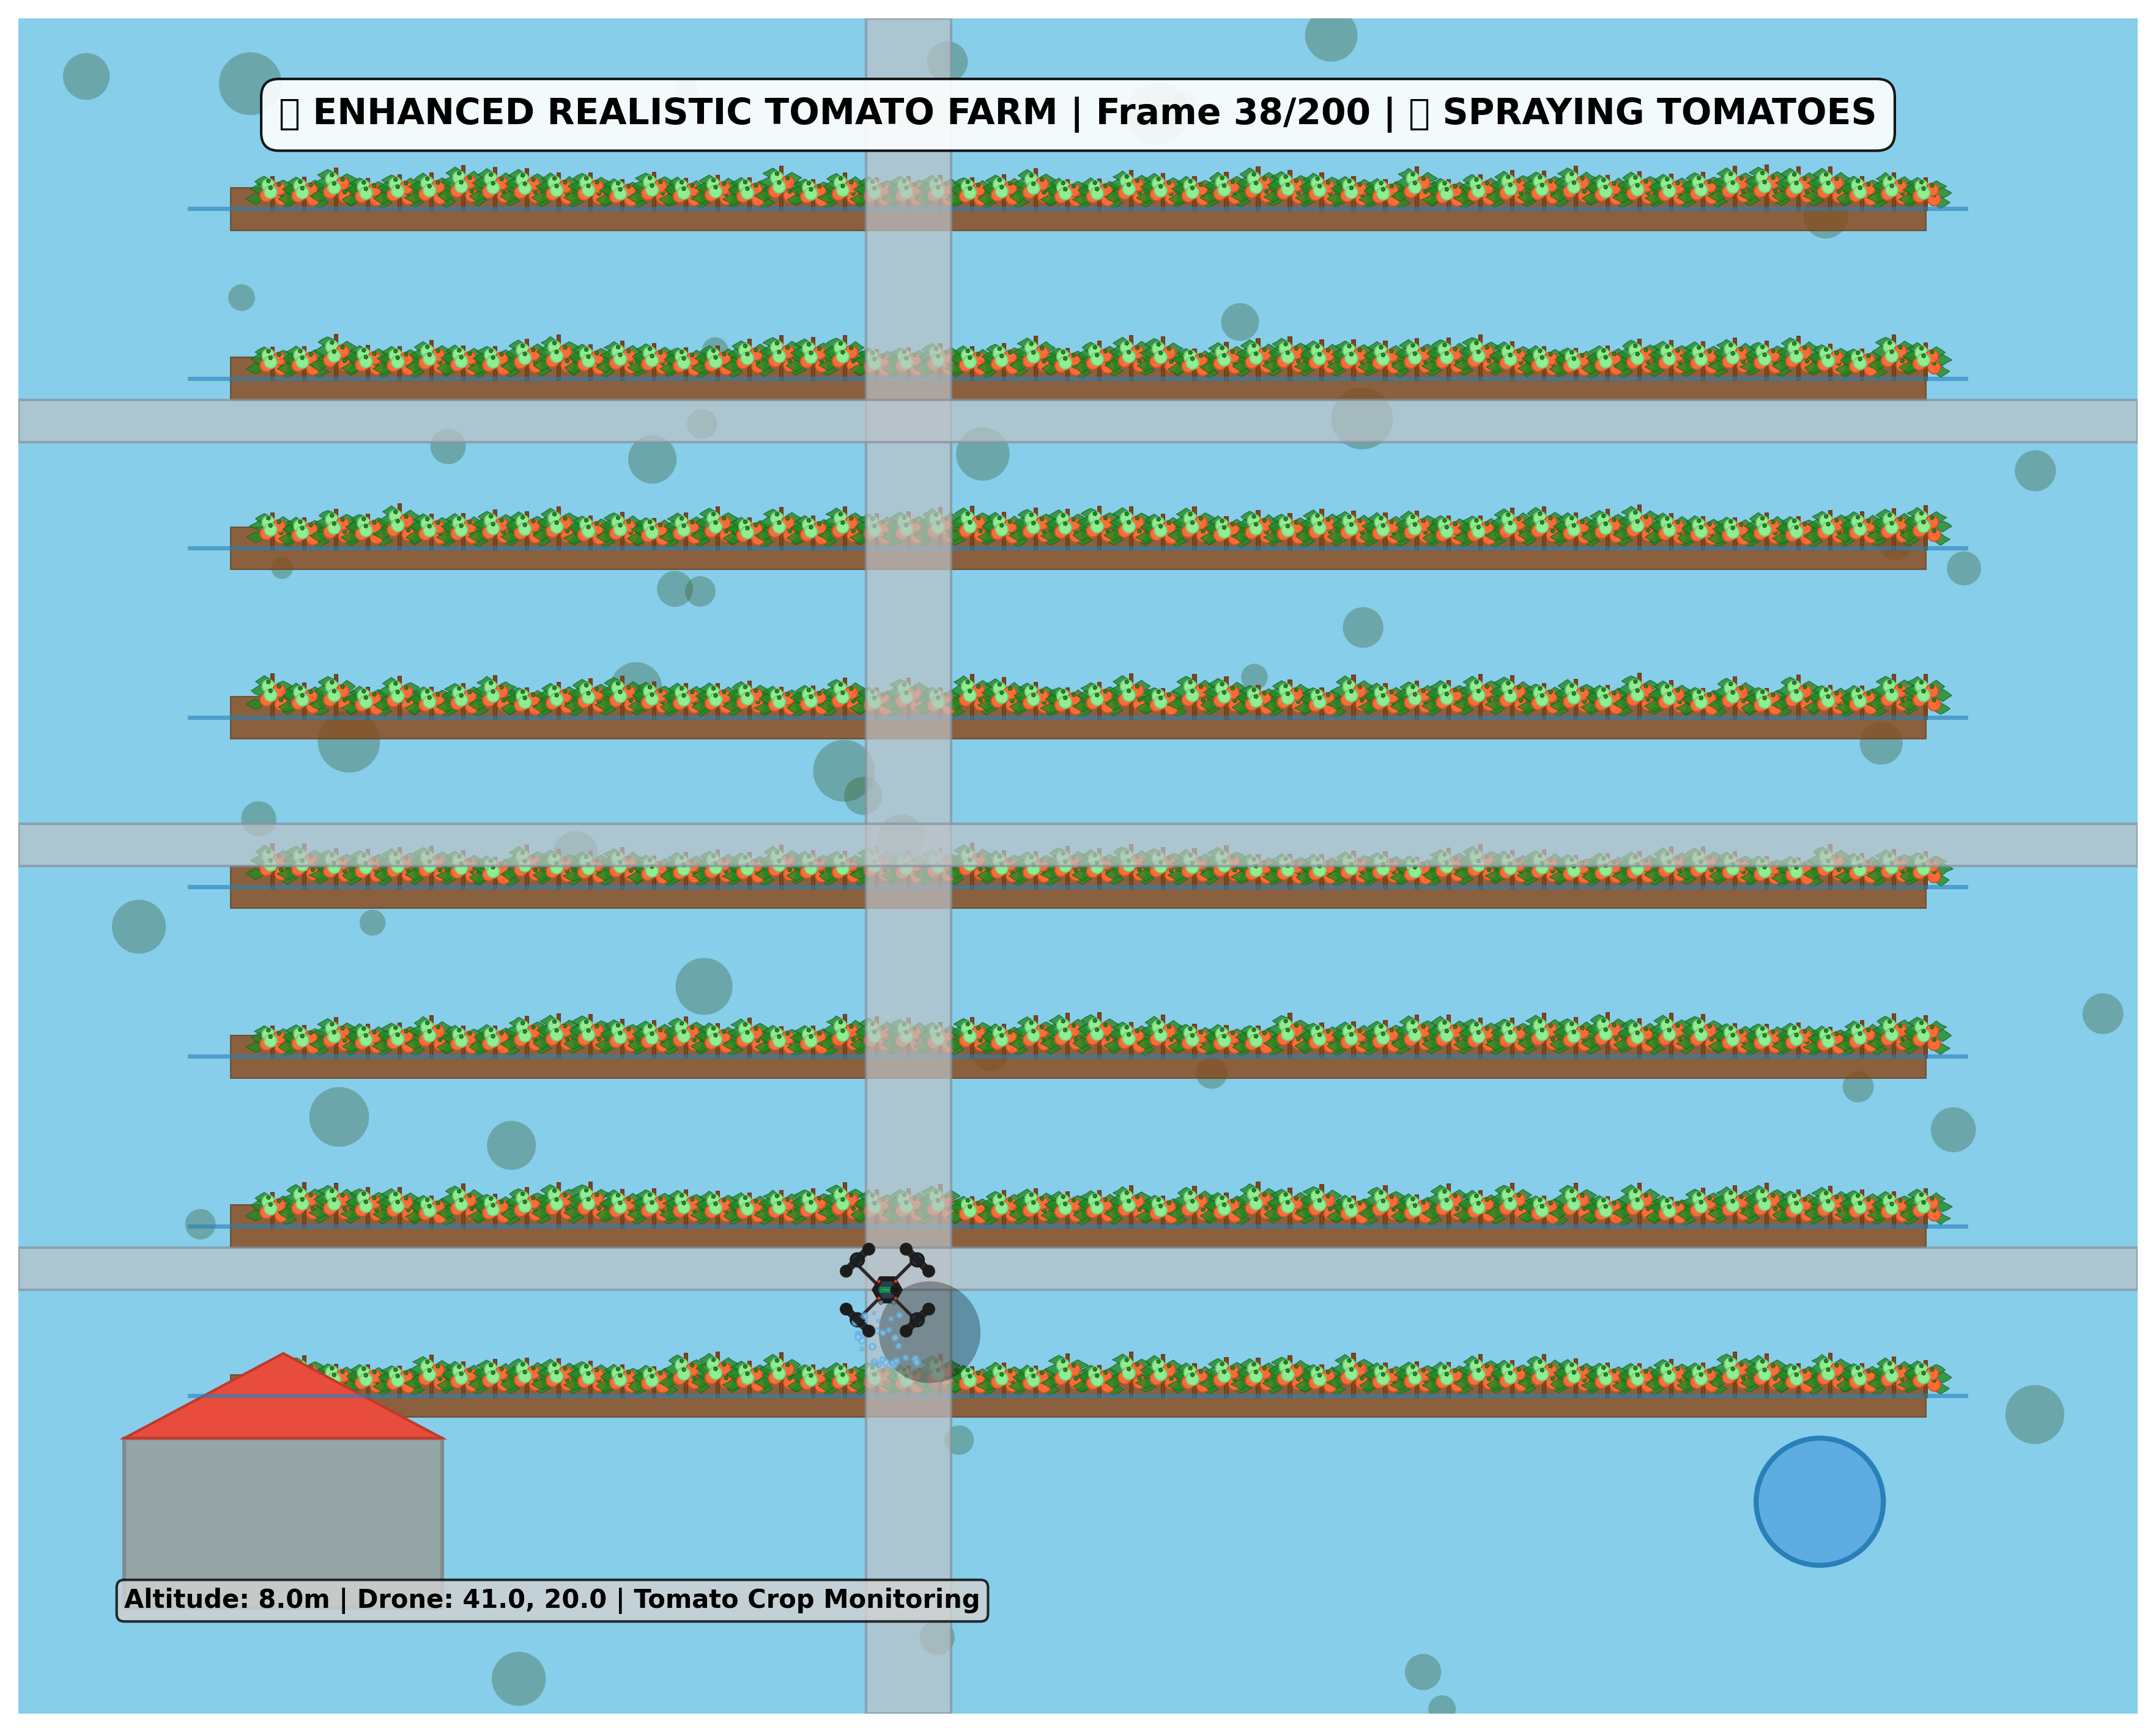 ▯ ENHANCED REALISTIC TOMATO FARM | Frame 38/200 | ▯ SPRAYING TOMATOES
Altitude: 8.0m | Drone: 41.0, 20.0 | Tomato Crop Monitoring